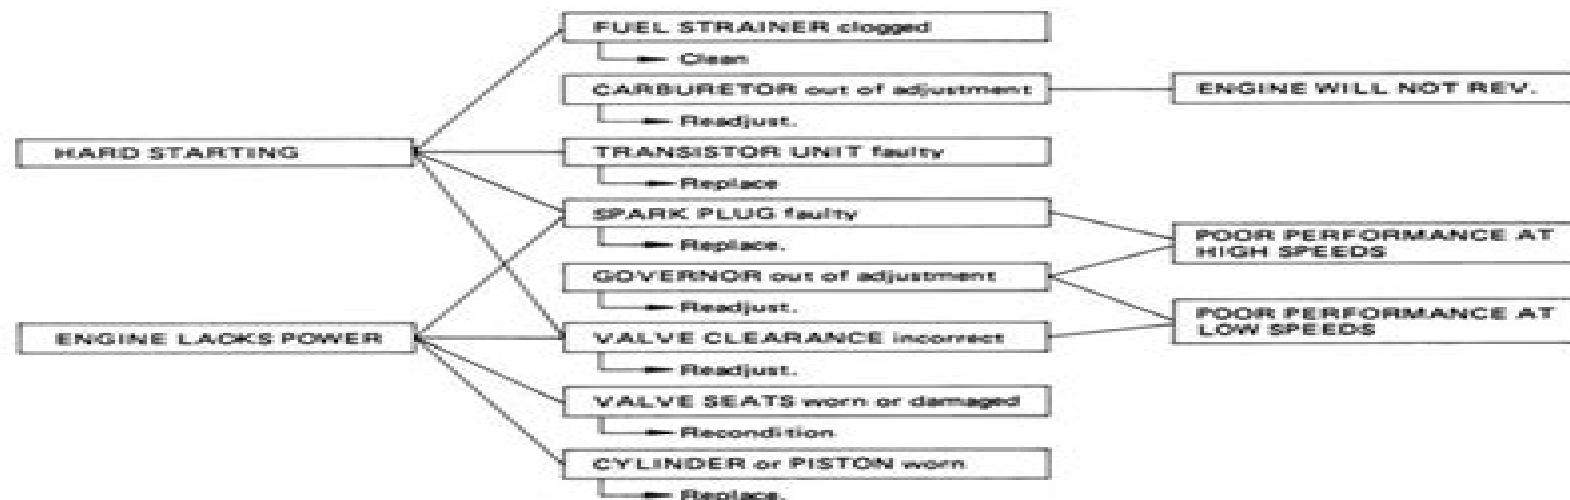 FUEL STRAINER clogged
Clean
CARBURETOR out of adjustment
ENGINE WILL NOT REV.
Readjust.
HARD STARTING
TRANSISTOR UNIT faulty
Replace
SPARK PLUG faulty
Replace.
POOR PERFORMANCE AT
HIGH SPEEDS
GOVERNOR out of adjustment
Readjust.
POOR PERFORMANCE AT
LOW SPEEDS
ENGINE LACKS POWER
VALVE CLEARANCE incorrect
Readjust.
VALVE SEATS worn or damaged
Recondition
CYLINDER or PISTON worn
Replace.